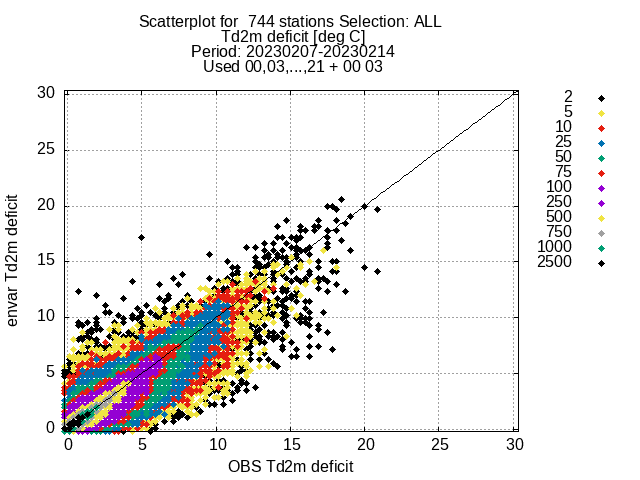 Scatterplot for 744 stations Selection: ALL
Td2m deficit [deg C]
Period: 20230207-20230214
Used 00,03,...,21 + 00 03
30
25
20
15
10
5
0
envar Td2m deficit
0 5 10 15 20 25 30
OBS Td2m deficit
2
5
10
25
50
75
100
250
500
750
1000
2500